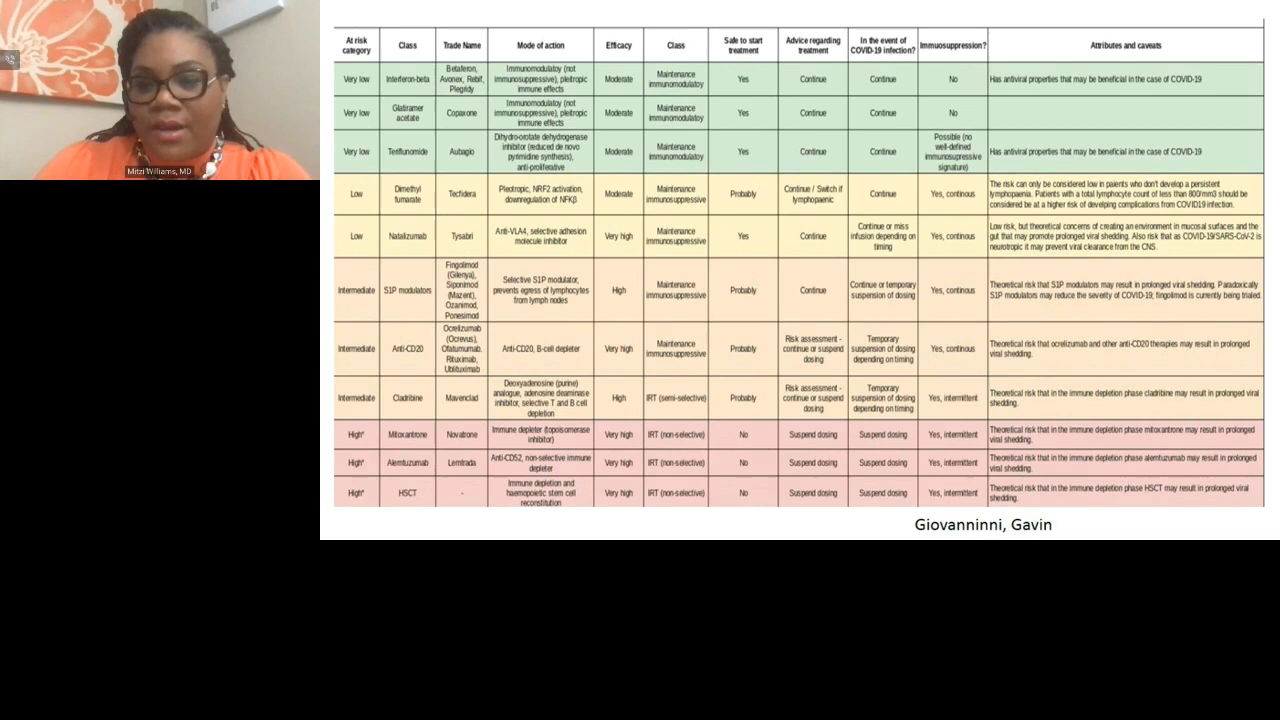 Mitzi Williams, MD
At risk category | Class | Trade Name | Mode of action | Efficacy | Class | Safe to start treatment | Advice regarding treatment | In the event of COVID-19 infection? | Immuosuppression? | Attributes and caveats
Very low | Interferon-beta | Betaferon, Avonex, Rebif, Plegridy | Immunomodulatoy (not immunosuppressive), pleitropic immune effects | Moderate | Maintenance immunomodulatoy | Yes | Continue | Continue | No | Has antiviral properties that may be beneficial in the case of COVID-19
Very low | Glatiramer acetate | Copaxone | Immunomodulatoy (not immunosuppressive), pleitropic immune effects | Moderate | Maintenance immunomodulatoy | Yes | Continue | Continue | No
Very low | Teriflunomide | Aubagio | Dihydro-orotate dehydrogenase inhibitor (reduced de novo pyrimidine synthesis), anti-proliferative | Moderate | Maintenance immunomodulatoy | Yes | Continue | Continue | Possible (no well-defined immunosupressive signature) | Has antiviral properties that may be beneficial in the case of COVID-19
Low | Dimethyl fumarate | Tecfidera | Pleotropic, NRF2 activation, downregulation of NFKβ | Moderate | Maintenance immunosuppressive | Probably | Continue / Switch if lymphopaenic | Continue | Yes, continous | The risk can only be considered low in paients who don't develop a persistent lymphopaenia. Patients with a total lymphocyte count of less than 800/mm3 should be considered be at a higher risk of develping complications from COVID19 infection.
Low | Natalizumab | Tysabri | Anti-VLA4, selective adhesion molecule inhibitor | Very high | Maintenance immunosuppressive | Yes | Continue | Continue or miss infusion depending on timing | Yes, continous | Low risk, but theoretical concerns of creating an environment in mucosal surfaces and the gut that may promote prolonged viral shedding. Also risk that as COVID-19/SARS-CoV-2 is neurotropic it may prevent viral clearance from the CNS.
Intermediate | S1P modulators | Fingolimod (Gilenya), Siponimod (Mazent), Ozanimod, Ponesimod | Selective S1P modulator, prevents egress of lymphocytes from lymph nodes | High | Maintenance immunosuppressive | Probably | Continue | Continue or temporary suspension of dosing | Yes, continous | Theoretical risk that S1P modulators may result in prolonged viral shedding. Paradoxically S1P modulators may reduce the severity of COVID-19; fingolimod is currently being trialed.
Intermediate | Anti-CD20 | Ocrelizumab (Ocrevus), Ofatumumab. Rituximab, Ublituximab | Anti-CD20, B-cell depleter | Very high | Maintenance immunosuppressive | Probably | Risk assessment - continue or suspend dosing | Temporary suspension of dosing depending on timing | Yes, continous | Theoretical risk that ocrelizumab and other anti-CD20 therapies may result in prolonged viral shedding.
Intermediate | Cladribine | Mavenclad | Deoxyadenosine (purine) analogue, adenosine deaminase inhibitor, selective T and B cell depletion | High | IRT (semi-selective) | Probably | Risk assessment - continue or suspend dosing | Temporary suspension of dosing depending on timing | Yes, intermittent | Theoretical risk that in the immune depletion phase cladribine may result in prolonged viral shedding.
High* | Mitoxantrone | Novatrone | Immune depleter (topoisomerase inhibitor) | Very high | IRT (non-selective) | No | Suspend dosing | Suspend dosing | Yes, intermittent | Theoretical risk that in the immune depletion phase mitoxantrone may result in prolonged viral shedding.
High* | Alemtuzumab | Lemtrada | Anti-CD52, non-selective immune depleter | Very high | IRT (non-selective) | No | Suspend dosing | Suspend dosing | Yes, intermittent | Theoretical risk that in the immune depletion phase alemtuzumab may result in prolonged viral shedding.
High* | HSCT | - | Immune depletion and haemopoietic stem cell reconstitution | Very high | IRT (non-selective) | No | Suspend dosing | Suspend dosing | Yes, intermittent | Theoretical risk that in the immune depletion phase HSCT may result in prolonged viral shedding.
Giovanninni, Gavin